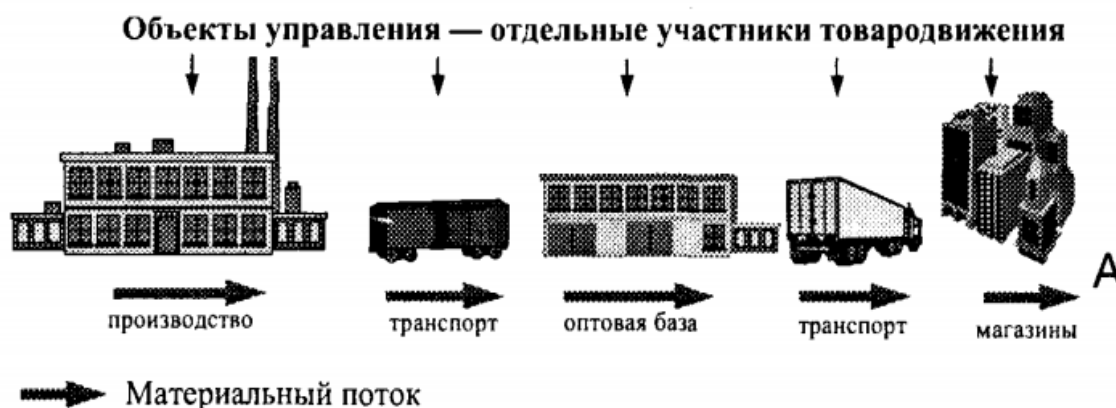 Объекты управления — отдельные участники товародвижения
А
производство
транспорт
оптовая база
транспорт
магазины
Материальный поток